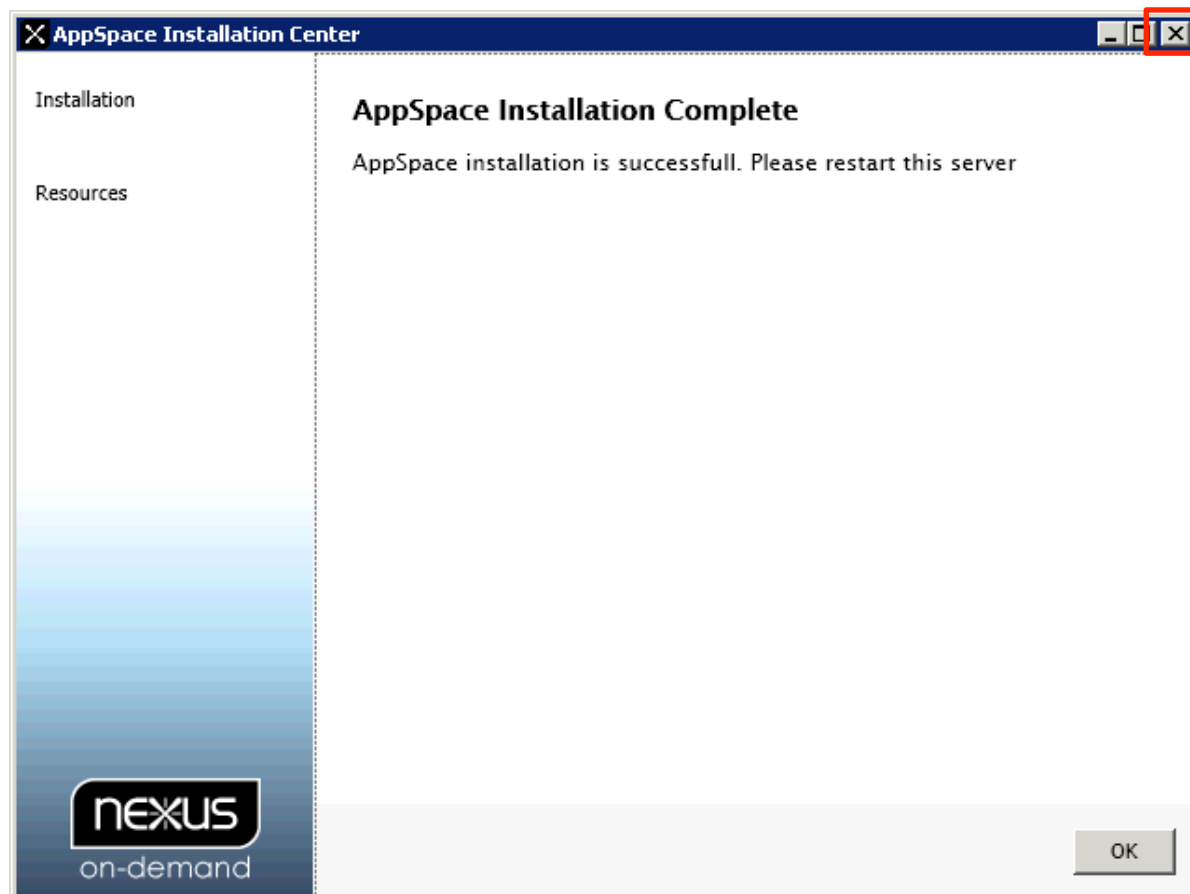 AppSpace Installation Center
Installation
Resources
AppSpace Installation Complete
AppSpace installation is successfull. Please restart this server
nexus
on-demand
OK